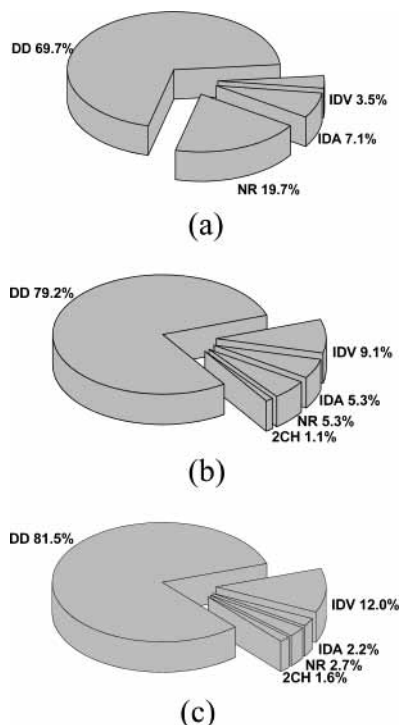 DD 69.7%
IDV 3.5%
IDA 7.1%
NR 19.7%
(a)
DD 79.2%
IDV 9.1%
IDA 5.3%
NR 5.3%
2CH 1.1%
(b)
DD 81.5%
IDV 12.0%
IDA 2.2%
NR 2.7%
2CH 1.6%
(c)